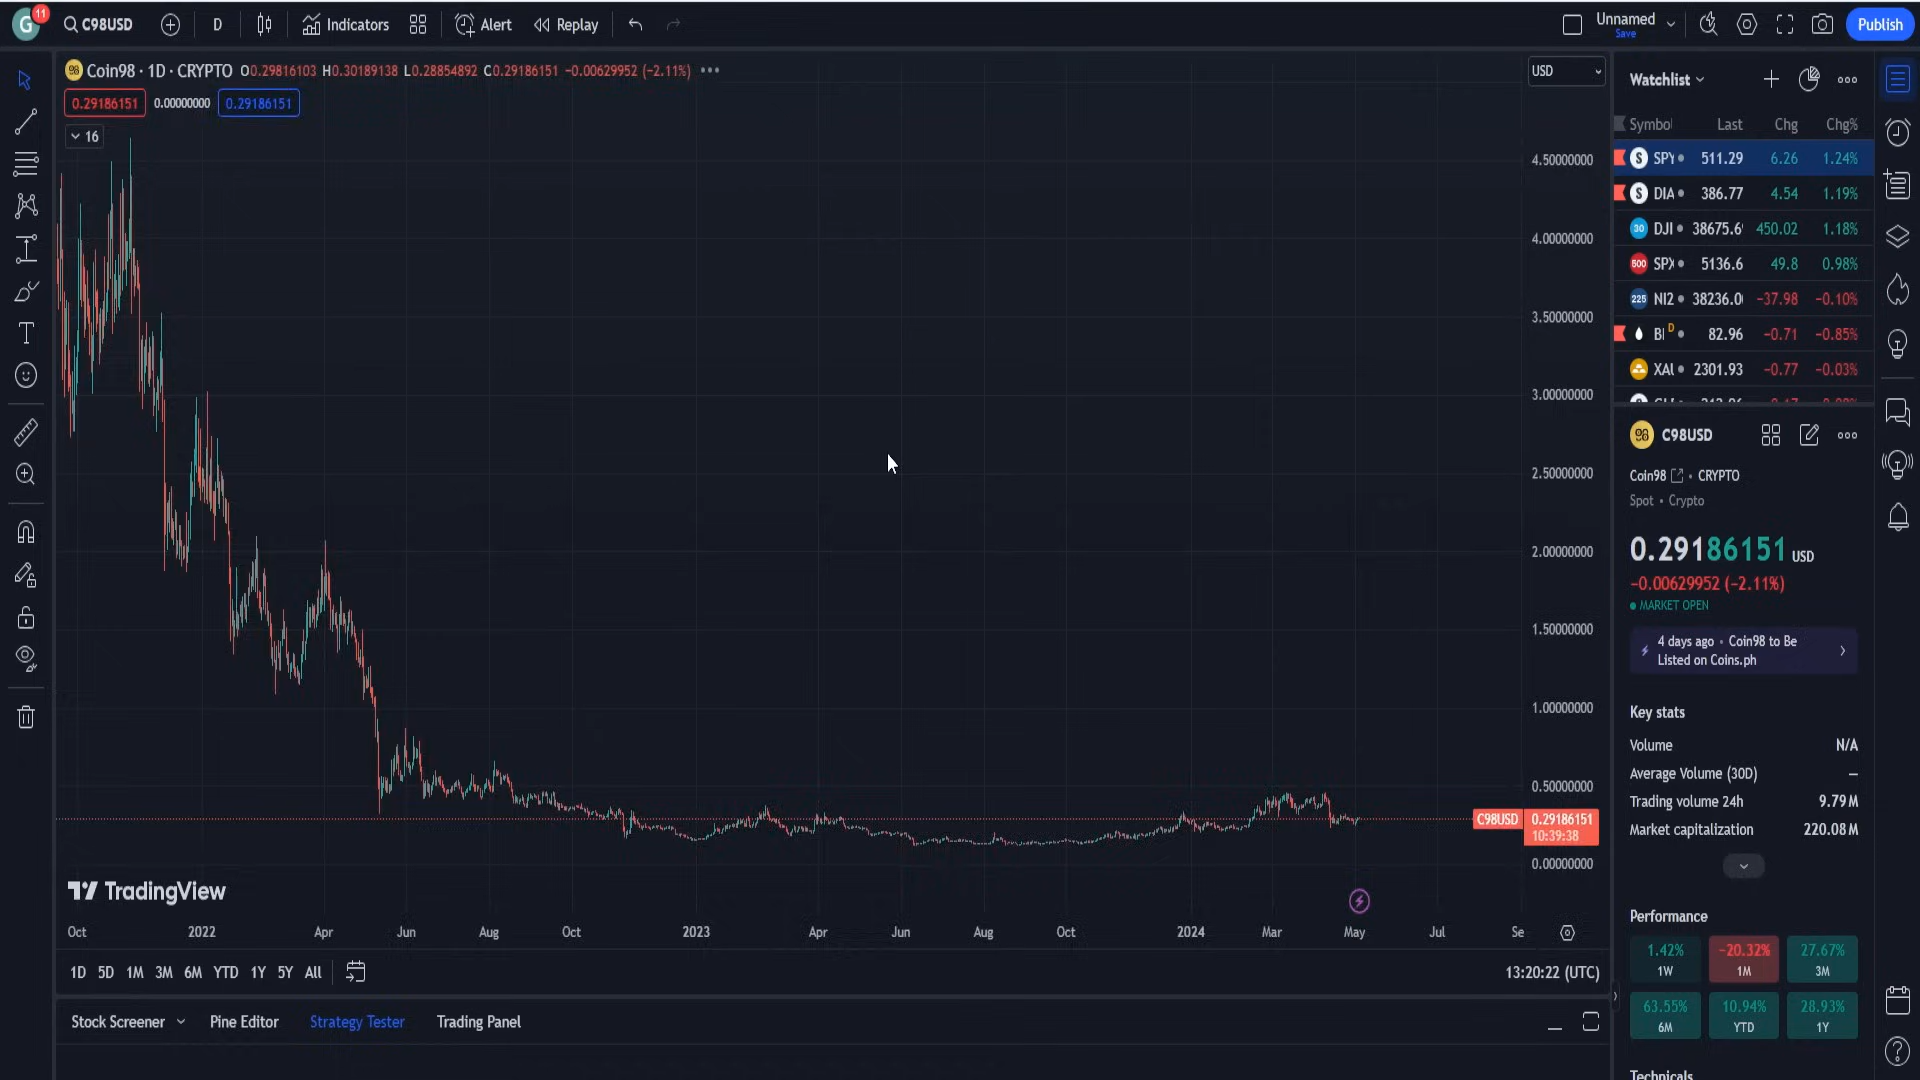 G 11 C98USD D Indicators Alert Replay Unnamed Save Publish
Coin98 · 1D · CRYPTO O0.29816103 H0.30189138 L0.28854892 C0.29186151 −0.00629952 (−2.11%)
0.29186151 0.00000000 0.29186151
16
USD
4.50000000
4.00000000
3.50000000
3.00000000
2.50000000
2.00000000
1.50000000
1.00000000
0.50000000
C98USD 0.29186151
10:39:38
0.00000000
TradingView
Oct 2022 Apr Jun Aug Oct 2023 Apr Jun Aug Oct 2024 Mar May Jul Se
1D 5D 1M 3M 6M YTD 1Y 5Y All 13:20:22 (UTC)
Stock Screener Pine Editor Strategy Tester Trading Panel
Watchlist
Symbol Last Chg Chg%
S SPY 511.29 6.26 1.24%
S DIA 386.77 4.54 1.19%
30 DJI 38675.6 450.02 1.18%
500 SPX 5136.6 49.8 0.98%
225 NI2 38236.0 −37.98 −0.10%
D 82.96 −0.71 −0.85%
XAU 2301.93 −0.77 −0.03%
C98USD
Coin98 • CRYPTO
Spot • Crypto
0.29186151 USD
−0.00629952 (−2.11%)
MARKET OPEN
4 days ago • Coin98 to Be
Listed on Coins.ph
Key stats
Volume N/A
Average Volume (30D) —
Trading volume 24h 9.79M
Market capitalization 220.08M
Performance
1.42% −20.32% 27.67%
1W 1M 3M
63.55% 10.94% 28.93%
6M YTD 1Y
Technicals